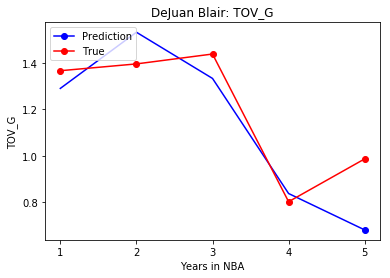 DeJuan Blair: TOV_G
Prediction
True
1.4
1.2
1.0
0.8
TOV_G
1 2 3 4 5
Years in NBA